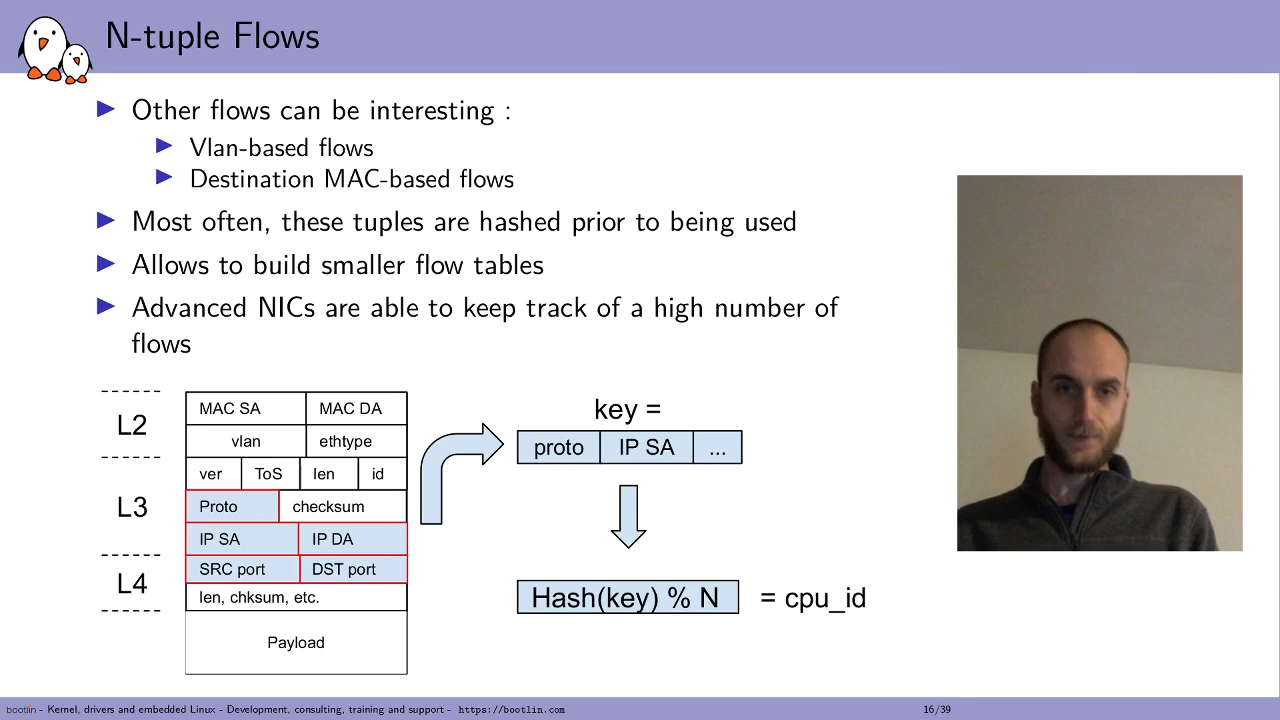 N-tuple Flows
Other flows can be interesting :
Vlan-based flows
Destination MAC-based flows
Most often, these tuples are hashed prior to being used
Allows to build smaller flow tables
Advanced NICs are able to keep track of a high number of
flows
L2
MAC SA MAC DA
vlan ethtype
L3
ver ToS len id
Proto checksum
IP SA IP DA
L4
SRC port DST port
len, chksum, etc.
Payload
key =
proto IP SA ...
Hash(key) % N = cpu_id
bootlin - Kernel, drivers and embedded Linux - Development, consulting, training and support - https://bootlin.com 16/39